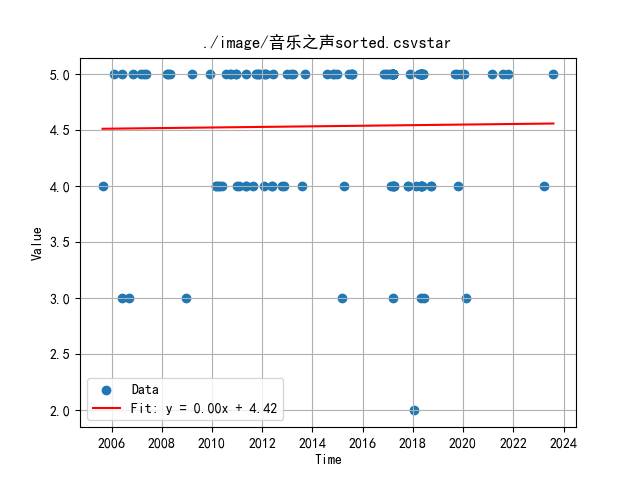 ./image/音乐之声sorted.csvstar
5.0
4.5
4.0
3.5
3.0
2.5
2.0
Value
Data
Fit: y = 0.00x + 4.42
2006 2008 2010 2012 2014 2016 2018 2020 2022 2024
Time